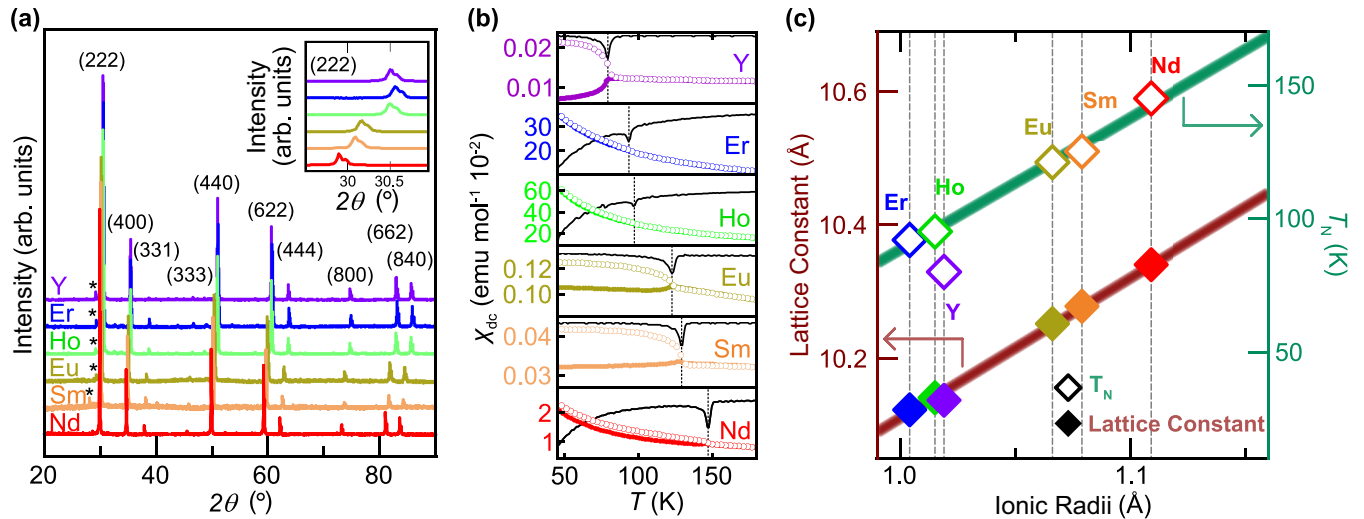 (a)
Intensity (arb. units)
(222)
(400)
(331)
(333)
(440)
(622)
(444)
(800)
(662)
(840)
* Y
* Er
* Ho
* Eu
* Sm
Nd
20 40 60 80
2θ (°)
(222)
Intensity
(arb. units)
30 30.5
2θ (°)
(b)
χdc (emu mol⁻¹ 10⁻²)
0.02
0.01
Y
30
20
Er
60
40
20
Ho
0.12
0.10
Eu
0.04
0.03
Sm
2
1
Nd
50 100 150
T (K)
(c)
Lattice Constant (Å)
10.6
10.4
10.2
Er
Ho
Y
Eu
Sm
Nd
150
100
50
TN (K)
TN
Lattice Constant
1.0 1.1
Ionic Radii (Å)